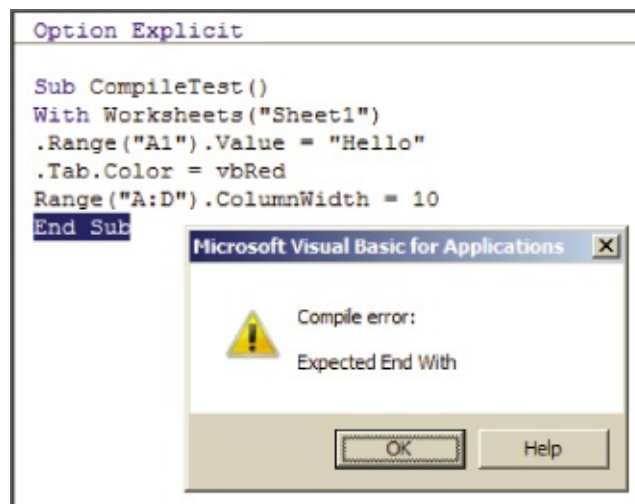 Option Explicit
Sub CompileTest()
With Worksheets("Sheet1")
.Range("A1").Value = "Hello"
.Tab.Color = vbRed
Range("A:D").ColumnWidth = 10
End Sub
Microsoft Visual Basic for Applications
Compile error:
Expected End With
OK Help